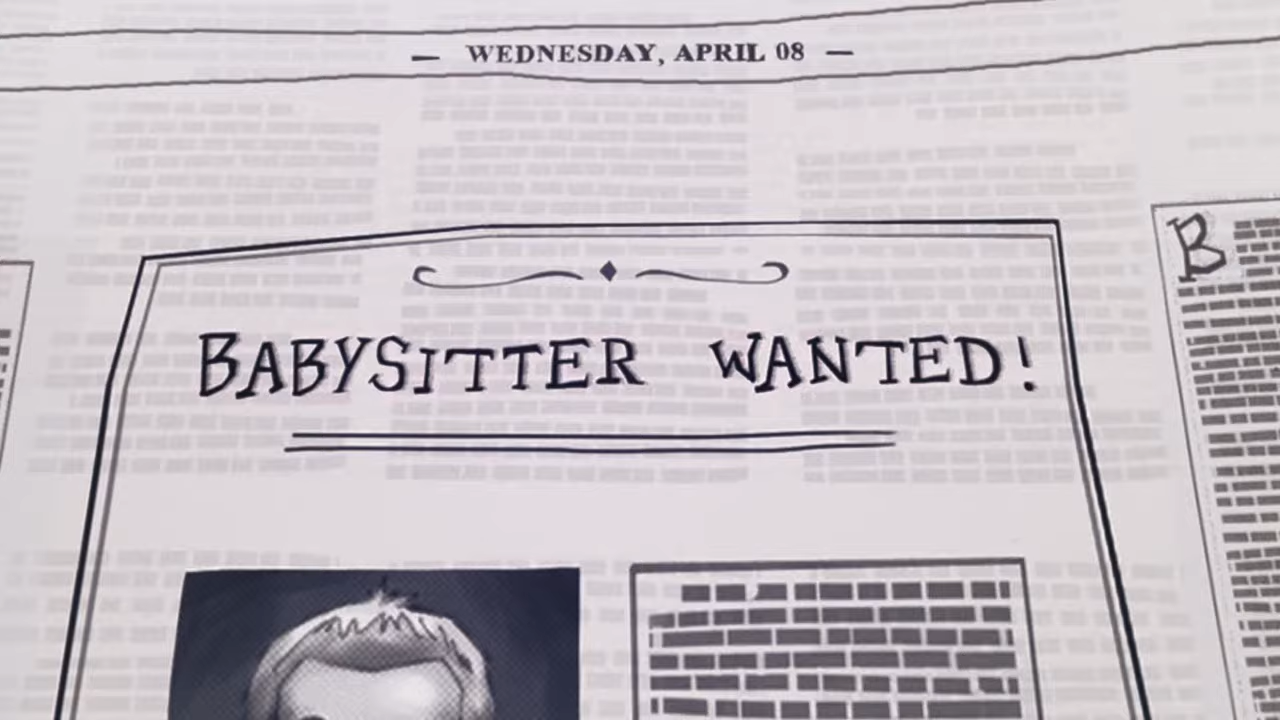 — WEDNESDAY, APRIL 08 —
BABYSITTER WANTED!
B